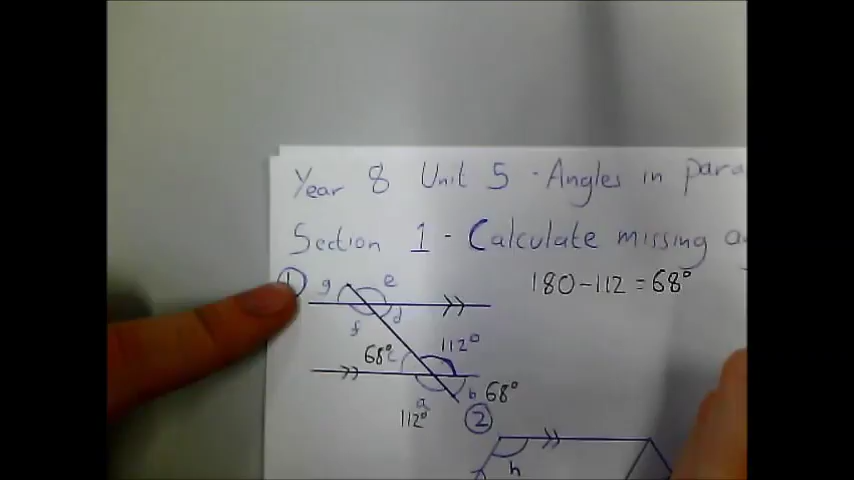 Year 8 Unit 5 - Angles in para
Section 1 - Calculate missing a
1
180-112 = 68°
g e
f d
68° c 112°
a b 68°
112°
2
h